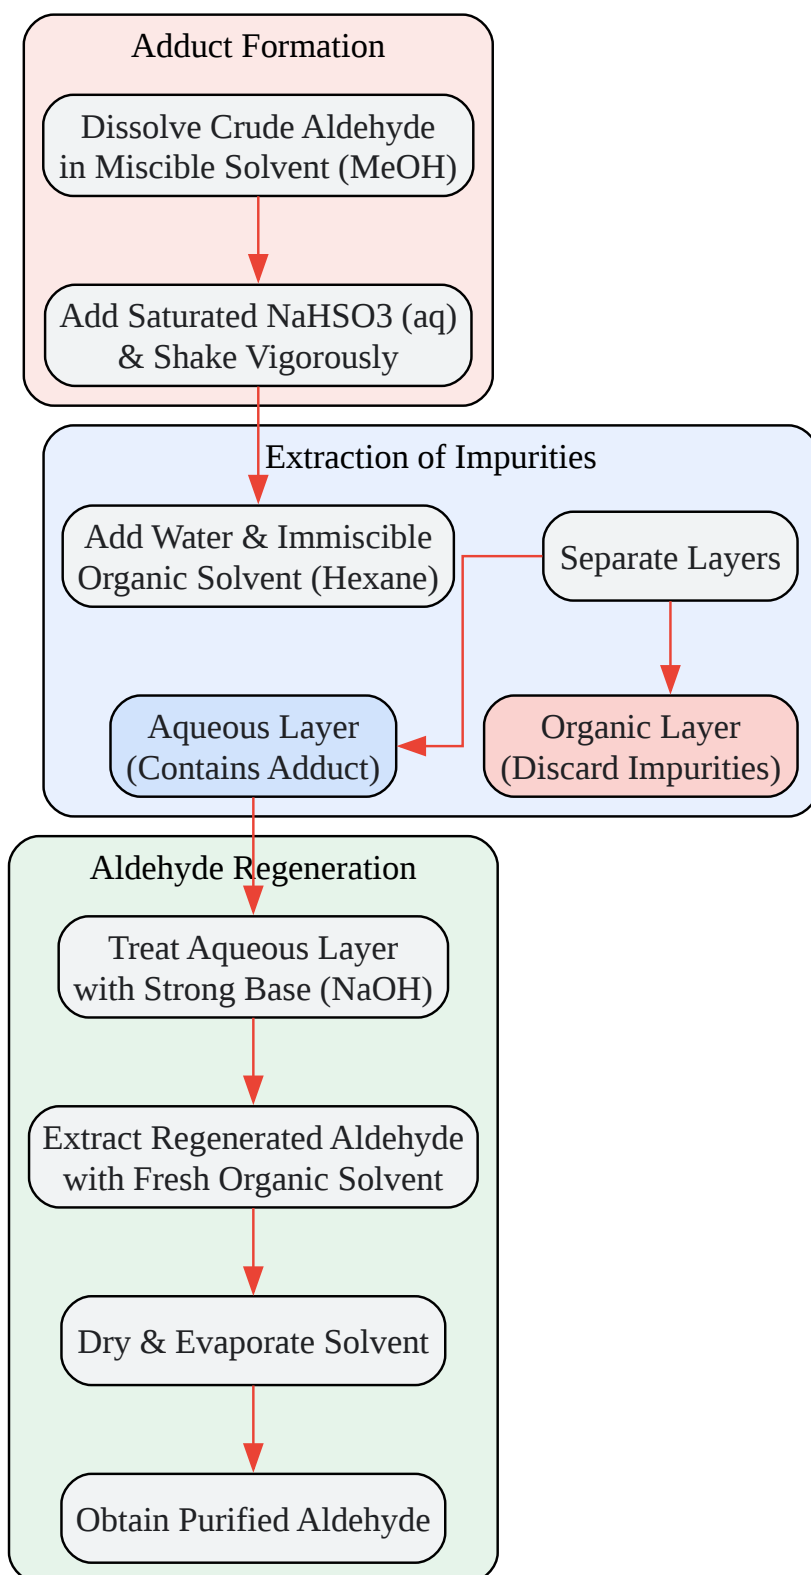 Adduct Formation
Dissolve Crude Aldehyde
in Miscible Solvent (MeOH)
Add Saturated NaHSO3 (aq)
& Shake Vigorously
Extraction of Impurities
Add Water & Immiscible
Organic Solvent (Hexane)
Separate Layers
Aqueous Layer
(Contains Adduct)
Organic Layer
(Discard Impurities)
Aldehyde Regeneration
Treat Aqueous Layer
with Strong Base (NaOH)
Extract Regenerated Aldehyde
with Fresh Organic Solvent
Dry & Evaporate Solvent
Obtain Purified Aldehyde